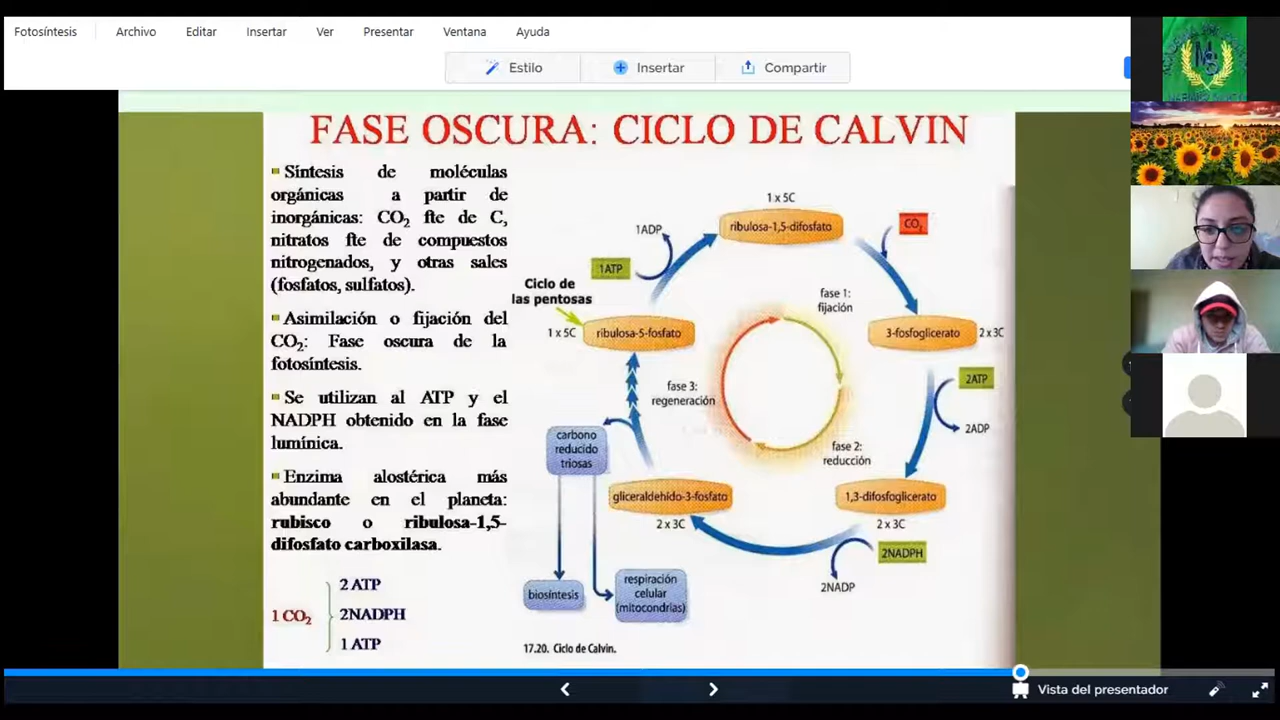 Fotosíntesis
Archivo
Editar
Insertar
Ver
Presentar
Ventana
Ayuda
Estilo
Insertar
Compartir
FASE OSCURA: CICLO DE CALVIN
Síntesis de moléculas
orgánicas a partir de
inorgánicas: CO₂ fte de C,
nitratos fte de compuestos
nitrogenados, y otras sales
(fosfatos, sulfatos).
Asimilación o fijación del
CO₂: Fase oscura de la
fotosíntesis.
Se utilizan al ATP y el
NADPH obtenido en la fase
lumínica.
Enzima alostérica más
abundante en el planeta:
rubisco o ribulosa-1,5-
difosfato carboxilasa.
1 CO₂
2 ATP
2NADPH
1 ATP
1 x 5C
ribulosa-1,5-difosfato
CO₂
1ADP
1ATP
Ciclo de
las pentosas
1 x 5C
ribulosa-5-fosfato
fase 1:
fijación
3-fosfoglicerato
2 x 3C
2ATP
2ADP
fase 3:
regeneración
fase 2:
reducción
carbono
reducido
triosas
gliceraldehido-3-fosfato
2 x 3C
1,3-difosfoglicerato
2 x 3C
2NADPH
2NADP
biosíntesis
respiración
celular
(mitocondrias)
17.20. Ciclo de Calvin.
Vista del presentador